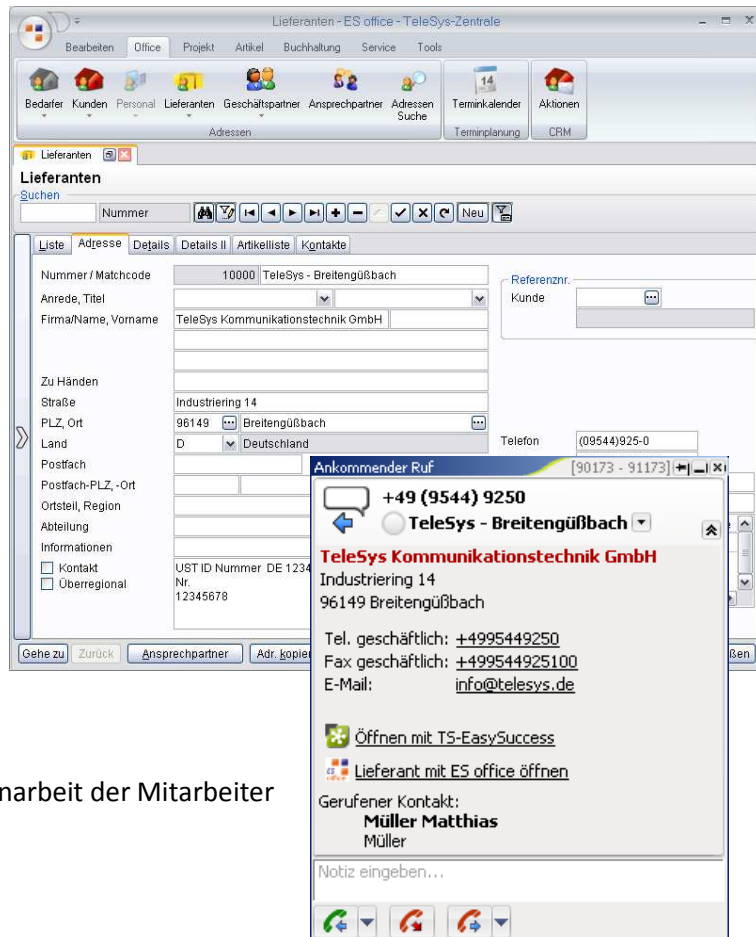 Lieferanten - ES office - TeleSys-Zentrale
Bearbeiten Office Projekt Artikel Buchhaltung Service Tools
Bedarfer Kunden Personal Lieferanten Geschäftspartner Ansprechpartner Adressen Suche Terminkalender Aktionen
Adressen Terminplanung CRM
Lieferanten
Lieferanten
Suchen
Nummer Neu
Liste Adresse Details Details II Artikelliste Kontakte
Nummer / Matchcode 10000 TeleSys - Breitengüßbach
Referenznr.
Anrede, Titel
Kunde
Firma/Name, Vorname TeleSys Kommunikationstechnik GmbH
Zu Händen
Straße Industriering 14
PLZ, Ort 96149 Breitengüßbach
Land D Deutschland
Telefon (09544)925-0
Postfach
Postfach-PLZ, -Ort
Ortsteil, Region
Abteilung
Informationen
Kontakt
Überregional
UST ID Nummer DE 1234
Nr.
12345678
Gehe zu Zurück Ansprechpartner Adr. kopier
ßen
Ankommender Ruf [90173 - 91173]
+49 (9544) 9250
TeleSys - Breitengüßbach
TeleSys Kommunikationstechnik GmbH
Industriering 14
96149 Breitengüßbach
Tel. geschäftlich: +4995449250
Fax geschäftlich: +499544925100
E-Mail: info@telesys.de
Öffnen mit TS-EasySuccess
Lieferant mit ES office öffnen
Gerufener Kontakt:
Müller Matthias
Müller
Notiz eingeben...
narbeit der Mitarbeiter